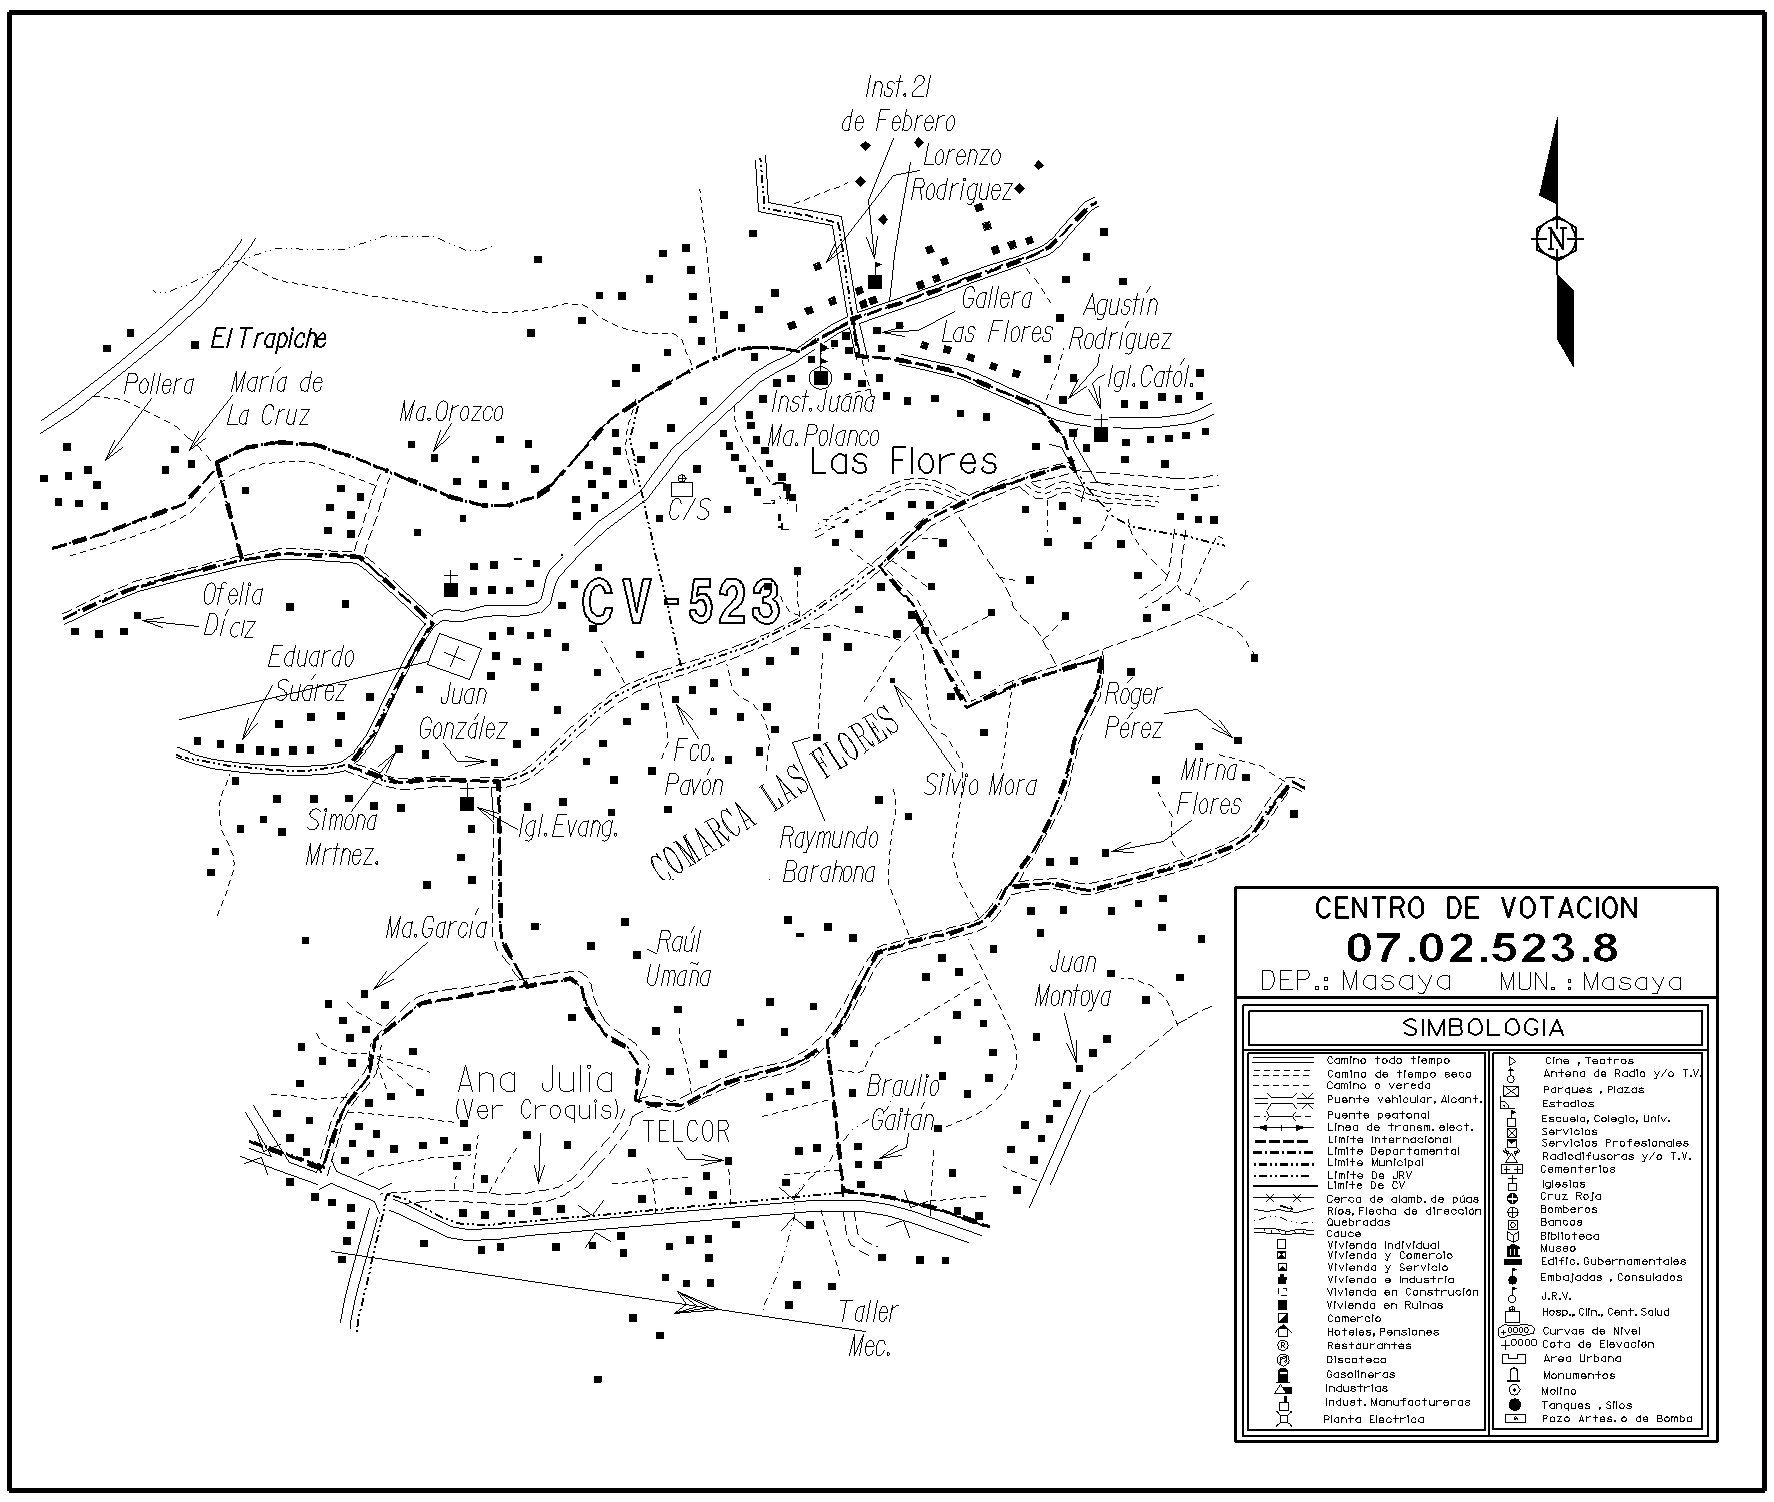 Inst.21
de Febrero
Lorenzo
Rodriguez
N
Gallera
Las Flores
Agustín
Rodríguez
Igl.Catól.
El Trapiche
Pollera
María de
La Cruz
Ma.Orozco
Inst.Juana
Ma.Polanco
Las Flores
C/S
CV-523
Ofelia
Díaz
Eduardo
Suárez
Juan
González
Fco.
Pavón
COMARCA LAS FLORES
Silvio Mora
Róger
Pérez
Mirna
Flores
Simona
Mrtnez.
Igl.Evang.
Raymundo
Barahona
Ma.García
Raúl
Umaña
Juan
Montoya
Ana Julia
(Ver Croquis)
TELCOR
Braulio
Gaitán
Taller
Mec.
CENTRO DE VOTACION
07.02.523.8
DEP.: Masaya MUN.: Masaya
SIMBOLOGIA
Camino todo tiempo
Camino de tiempo seco
Camino o vereda
Puente vehicular, Alcant.
Puente peatonal
Línea de transm. elect.
Límite Internacional
Límite Departamental
Límite Municipal
Límite De JRV
Límite De CV
Cerca de alamb. de púas
Ríos, Flecha de dirección
Quebradas
Cauce
Vivienda Individual
Vivienda y Comercio
Vivienda y Servicio
Vivienda e Industria
Vivienda en Construción
Vivienda en Ruinas
Comercio
Hoteles, Pensiones
Restaurantes
Discoteca
Gasolineras
Industrias
Indust. Manufactureras
Planta Electrica
Cine , Teatros
Antena de Radio y/o T.V.
Parques , Plazas
Estadios
Escuela, Colegio, Univ.
Servicios
Servicios Profesionales
Radiodifusoras y/o T.V.
Cementerios
Iglesias
Cruz Roja
Bomberos
Bancos
Biblioteca
Museo
Edific. Gubernamentales
Embajadas , Consulados
J.R.V.
Hosp., Clin., Cent. Salud
Curvas de Nivel
Cota de Elevación
Area Urbana
Monumentos
Molino
Tanques , Silos
Pozo Artes. o de Bomba